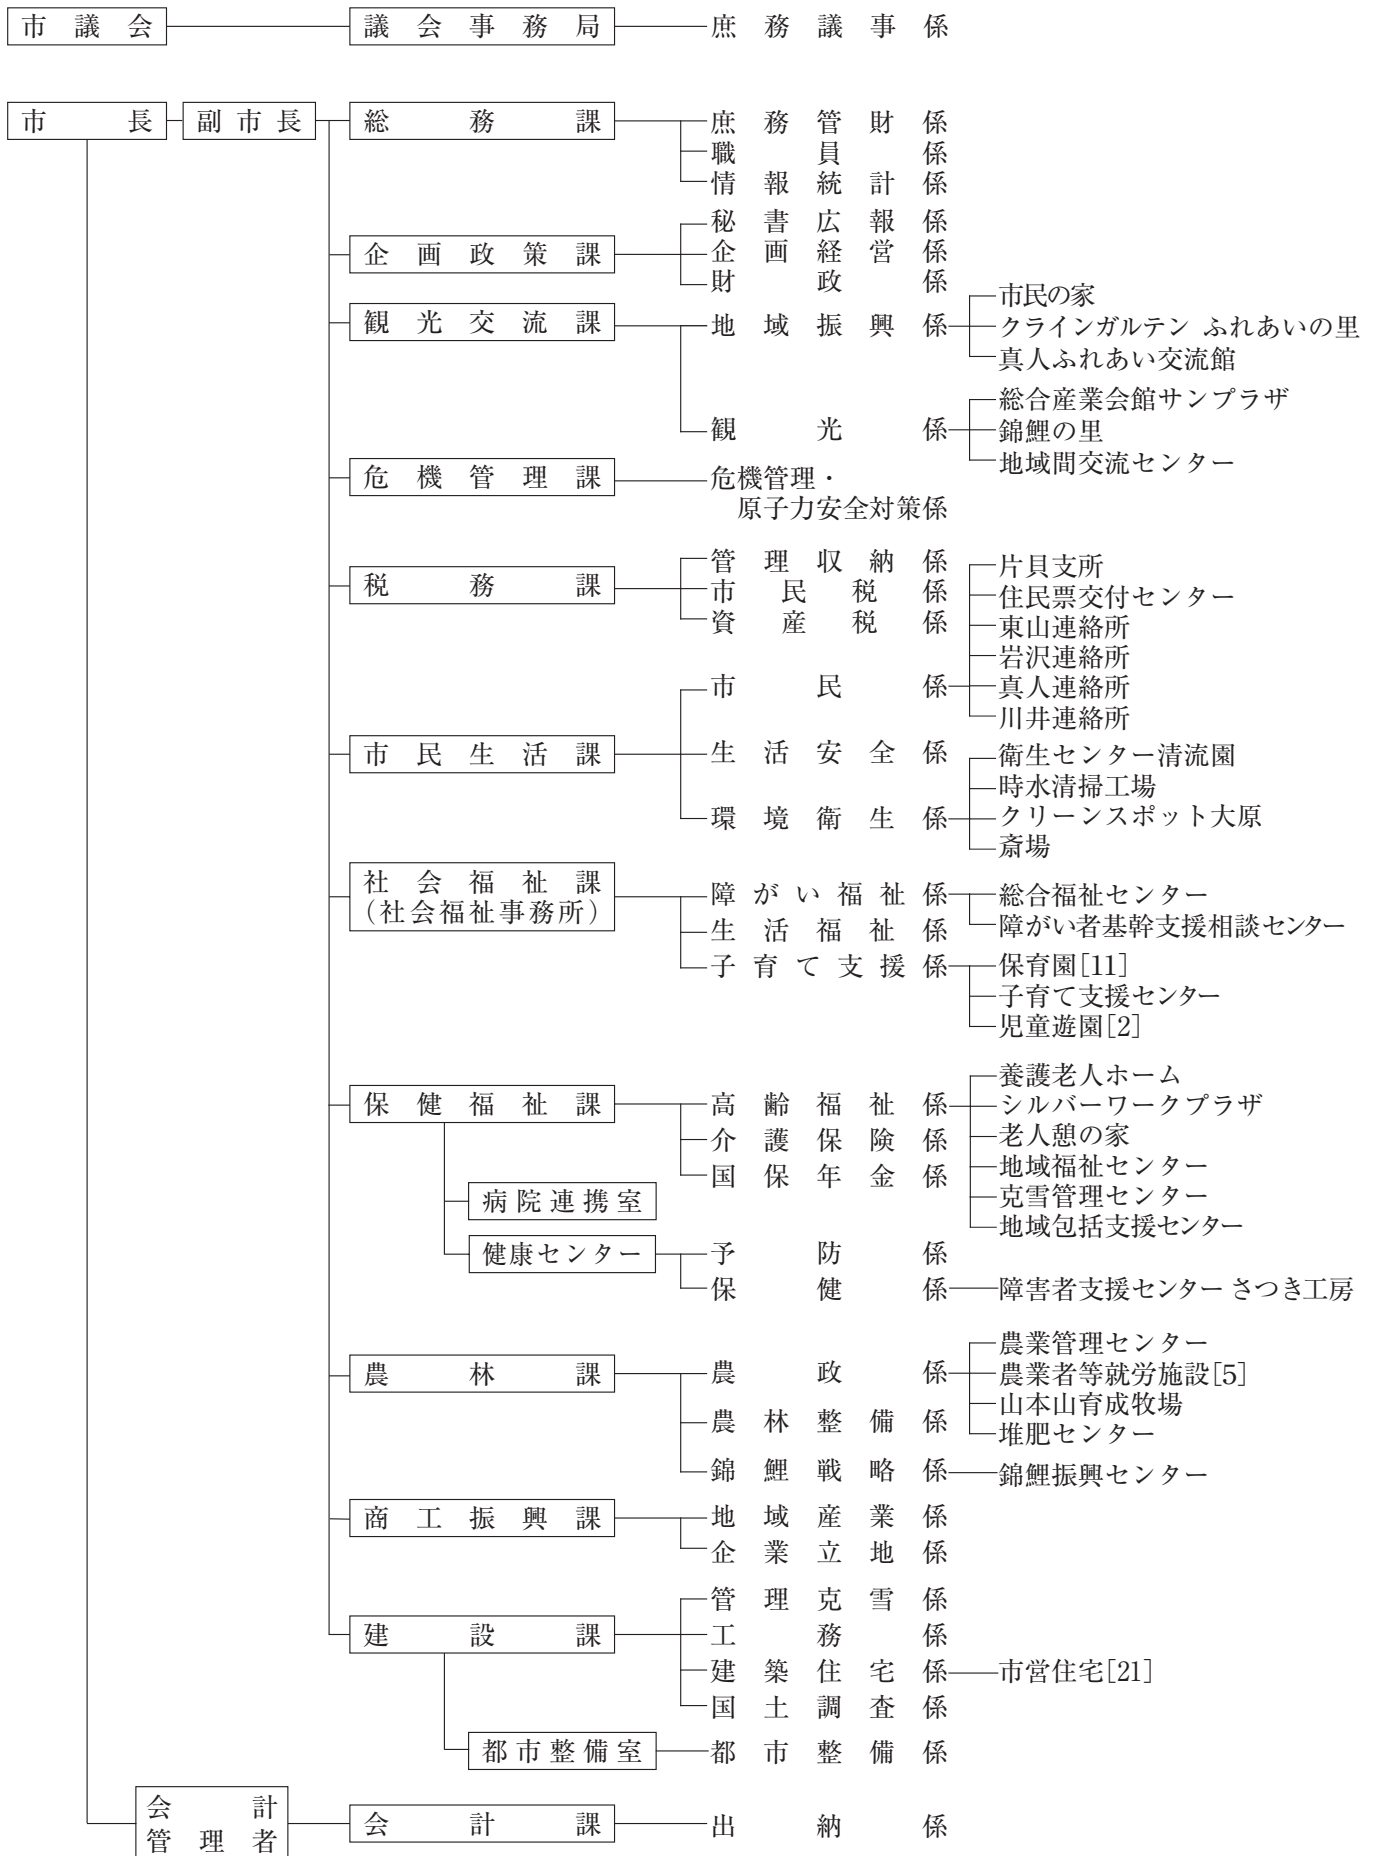 市議会 議会事務局 庶務議事係
市長 副市長 総務課 庶務管財係
職員係
情報統計係
秘書広報係
企画政策課 企画経営係
財政係
市民の家
観光交流課 地域振興係 クラインガルテン ふれあいの里
真人ふれあい交流館
総合産業会館サンプラザ
観光係 錦鯉の里
地域間交流センター
危機管理課 危機管理・
原子力安全対策係
管理収納係 片貝支所
税務課 市民税係 住民票交付センター
資産税係 東山連絡所
岩沢連絡所
市民係 真人連絡所
川井連絡所
市民生活課 生活安全係 衛生センター清流園
時水清掃工場
環境衛生係 クリーンスポット大原
斎場
社会福祉課 障がい福祉係 総合福祉センター
(社会福祉事務所) 生活福祉係 障がい者基幹支援相談センター
子育て支援係 保育園[11]
子育て支援センター
児童遊園[2]
養護老人ホーム
保健福祉課 高齢福祉係 シルバーワークプラザ
介護保険係 老人憩の家
国保年金係 地域福祉センター
病院連携室 克雪管理センター
地域包括支援センター
健康センター 予防係
保健係 障害者支援センター さつき工房
農業管理センター
農林課 農政係 農業者等就労施設[5]
山本山育成牧場
農林整備係 堆肥センター
錦鯉戦略係 錦鯉振興センター
商工振興課 地域産業係
企業立地係
管理克雪係
建設課 工務係
建築住宅係 市営住宅[21]
国土調査係
都市整備室 都市整備係
会計
管理者 会計課 出納係